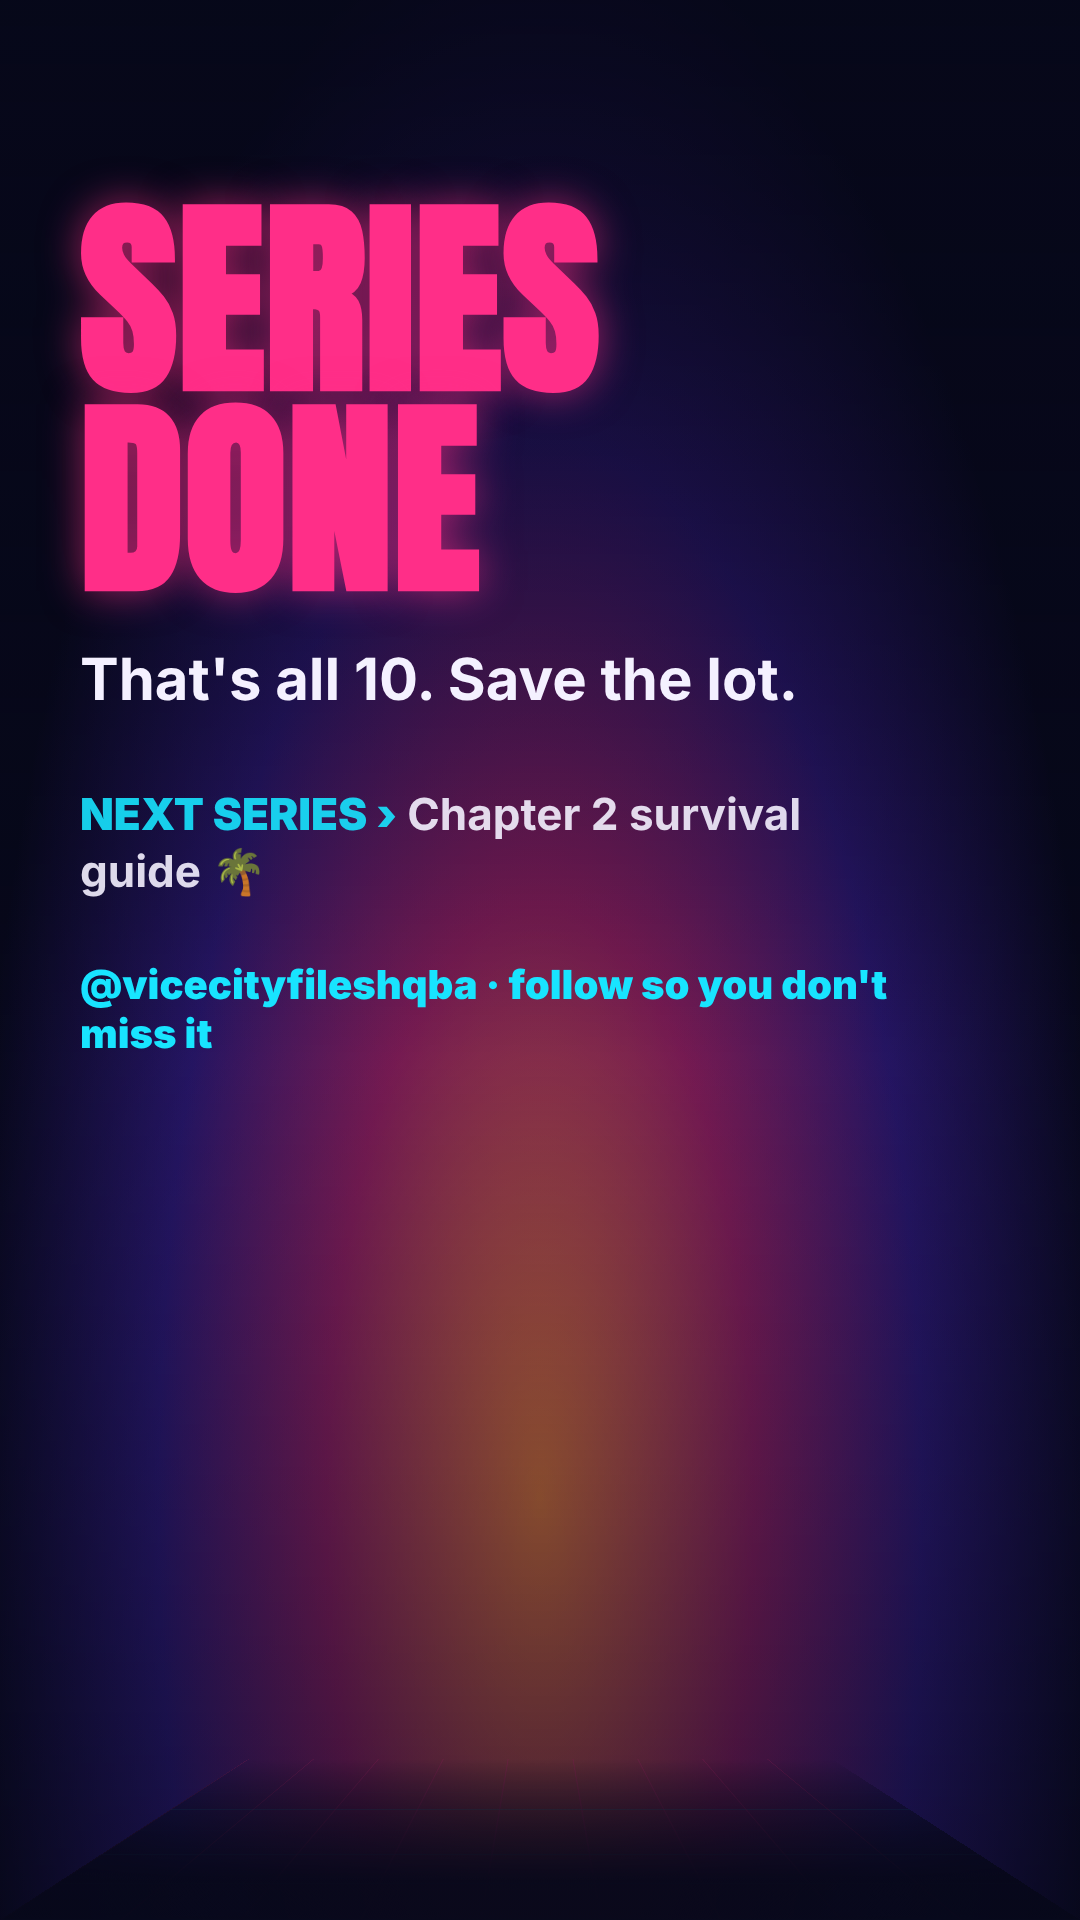 SERIES
DONE
That's all 10. Save the lot.
NEXT SERIES › Chapter 2 survival
guide 🌴
@vicecityfileshqba · follow so you don't
miss it